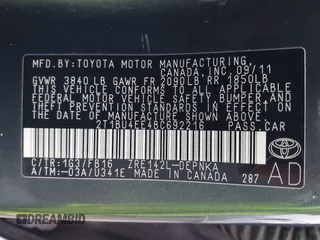 MFD.BY:TOYOTA MOTOR MANUFACTURING,
CANADA, INC. 09/11
GVWR 3840 LB GAWR FR 2090LB RR 1850LB
THIS VEHICLE CONFORMS TO ALL APPLICABLE
FEDERAL MOTOR VEHICLE SAFETY, BUMPER, AND
THEFT PREVENTION STANDARDS IN EFFECT ON
THE DATE OF MANUFACTURE SHOWN ABOVE.
2T1BU4EE4BC692216 PASS.CAR
C/TR:1G3/FB16 ZRE142L-DEPNKA
A/TM:-03A/U341E MADE IN CANADA 287
TOYOTA
AD
DREAMBID